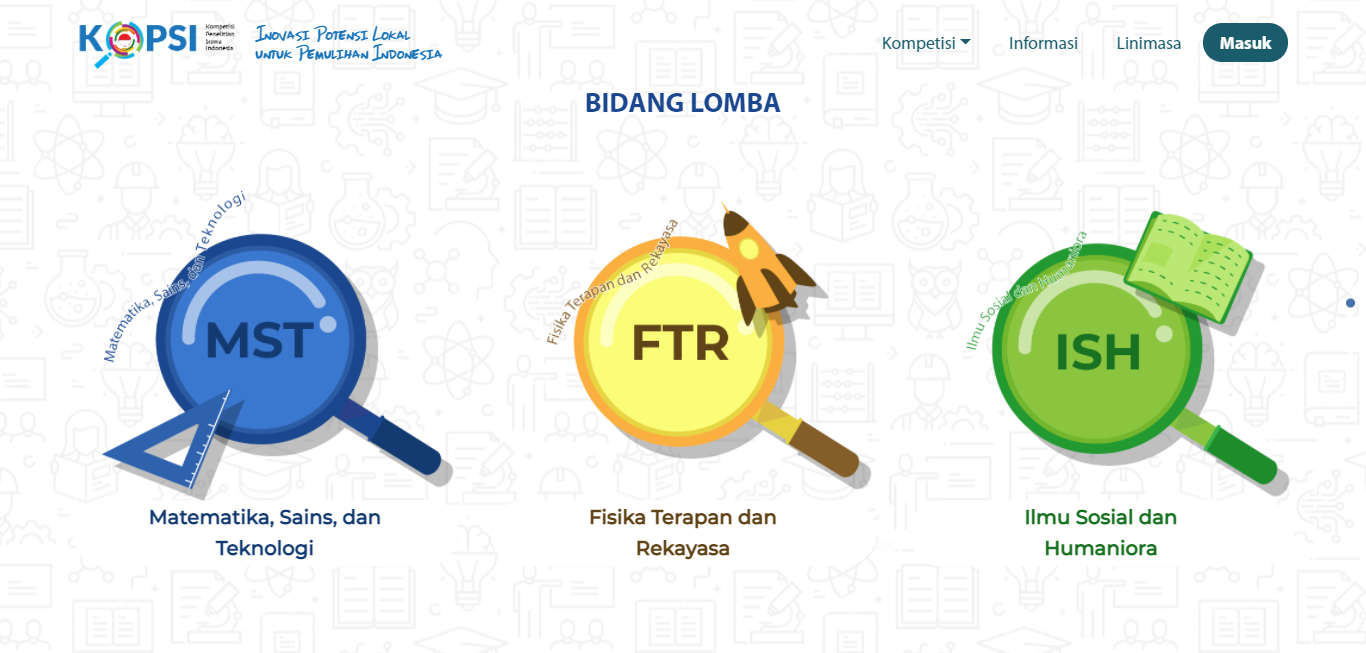 KOPSI
Kompetisi
Penelitian
Siswa
Indonesia
Inovasi Potensi Lokal
untuk Pemulihan Indonesia
Kompetisi
Informasi
Linimasa
Masuk
BIDANG LOMBA
Matematika, Sains, dan Teknologi
MST
Fisika Terapan dan Rekayasa
FTR
Ilmu Sosial dan Humaniora
ISH
Matematika, Sains, dan
Teknologi
Fisika Terapan dan
Rekayasa
Ilmu Sosial dan
Humaniora